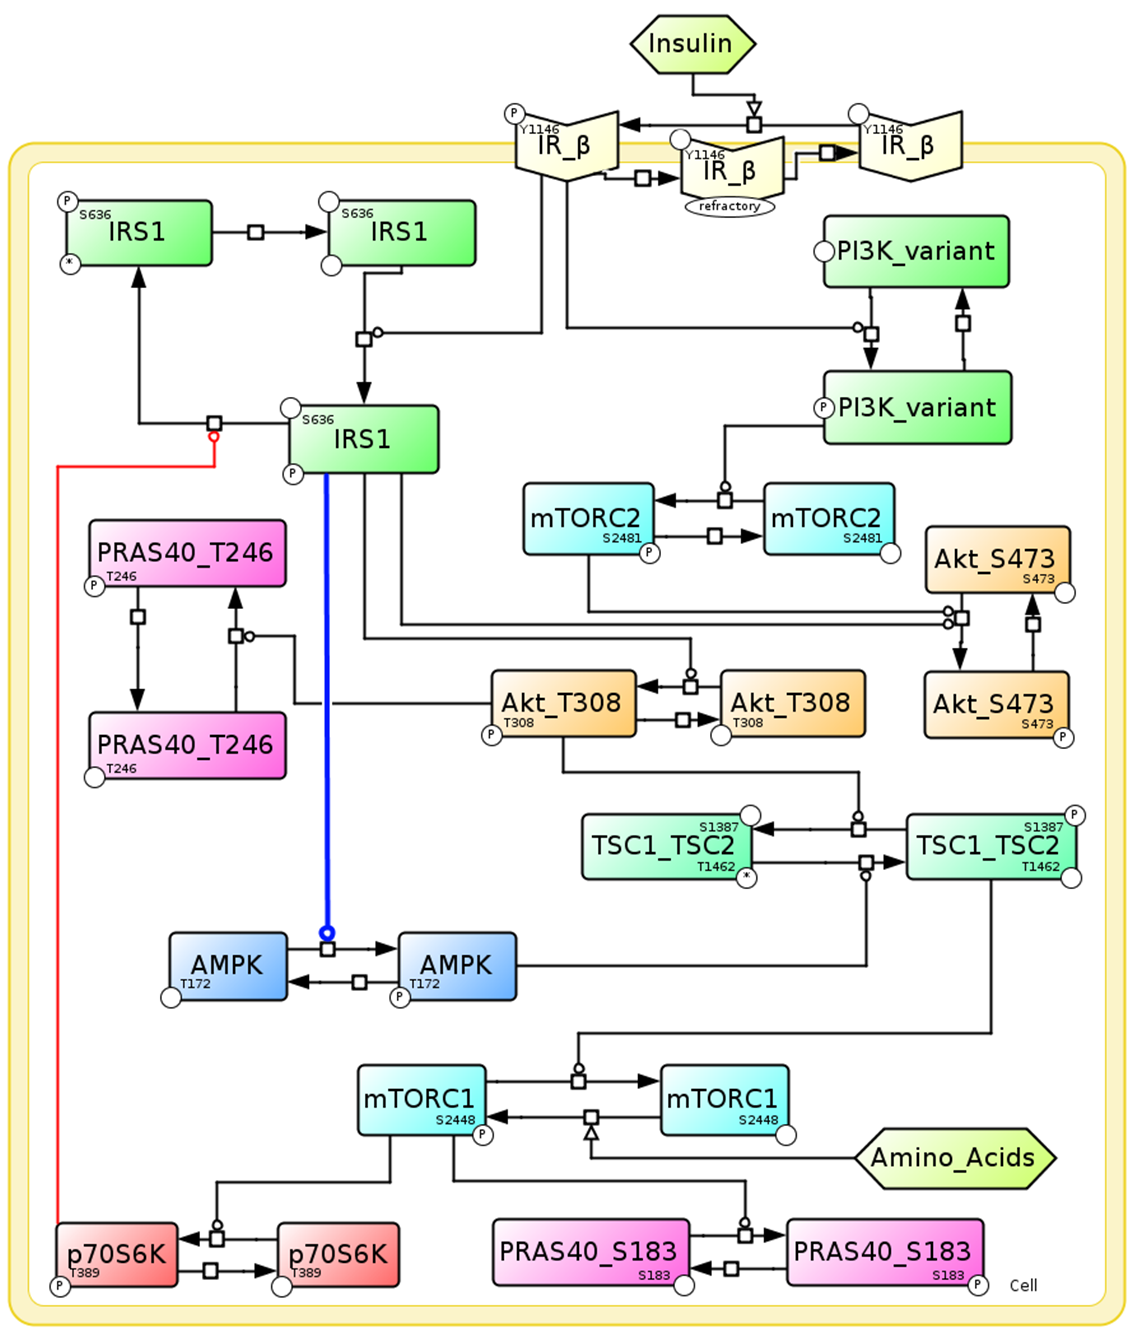 Insulin
P
Y1146
IR_β
Y1146
IR_β
refractory
Y1146
IR_β
P
S636
IRS1
*
S636
IRS1
PI3K_variant
P
PI3K_variant
S636
IRS1
P
mTORC2
S2481
P
mTORC2
S2481
PRAS40_T246
T246
P
Akt_S473
S473
Akt_T308
T308
P
Akt_T308
T308
Akt_S473
S473
P
PRAS40_T246
T246
S1387
TSC1_TSC2
T1462
*
P
S1387
TSC1_TSC2
T1462
AMPK
T172
AMPK
T172
P
mTORC1
S2448
P
mTORC1
S2448
Amino_Acids
p70S6K
T389
P
p70S6K
T389
PRAS40_S183
S183
PRAS40_S183
S183
P
Cell